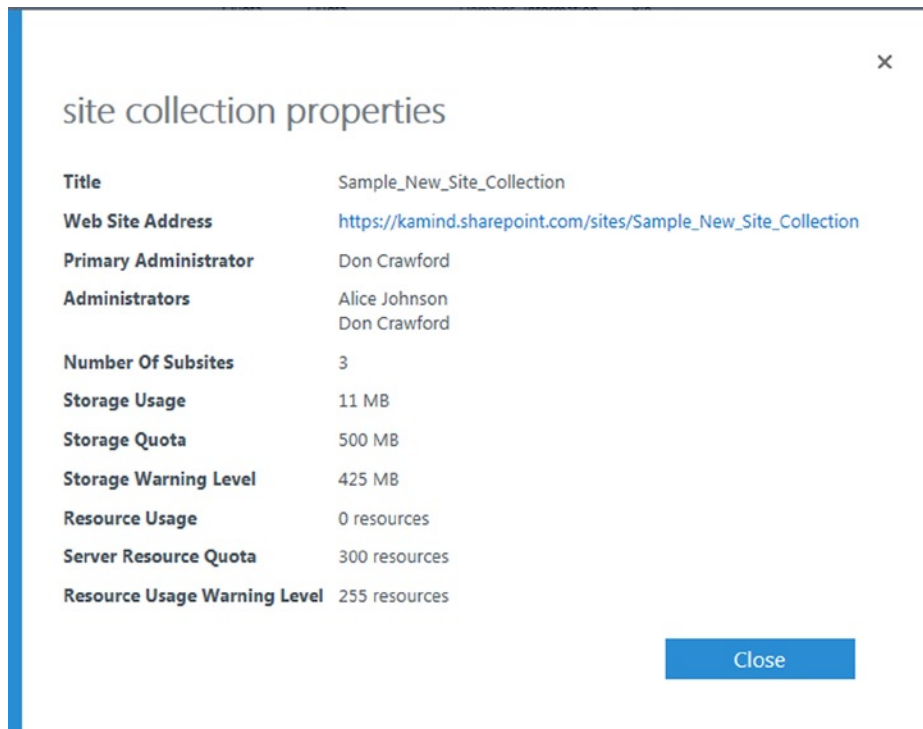 ×
site collection properties
Title Sample_New_Site_Collection
Web Site Address https://kamind.sharepoint.com/sites/Sample_New_Site_Collection
Primary Administrator Don Crawford
Administrators Alice Johnson
Don Crawford
Number Of Subsites 3
Storage Usage 11 MB
Storage Quota 500 MB
Storage Warning Level 425 MB
Resource Usage 0 resources
Server Resource Quota 300 resources
Resource Usage Warning Level 255 resources
Close